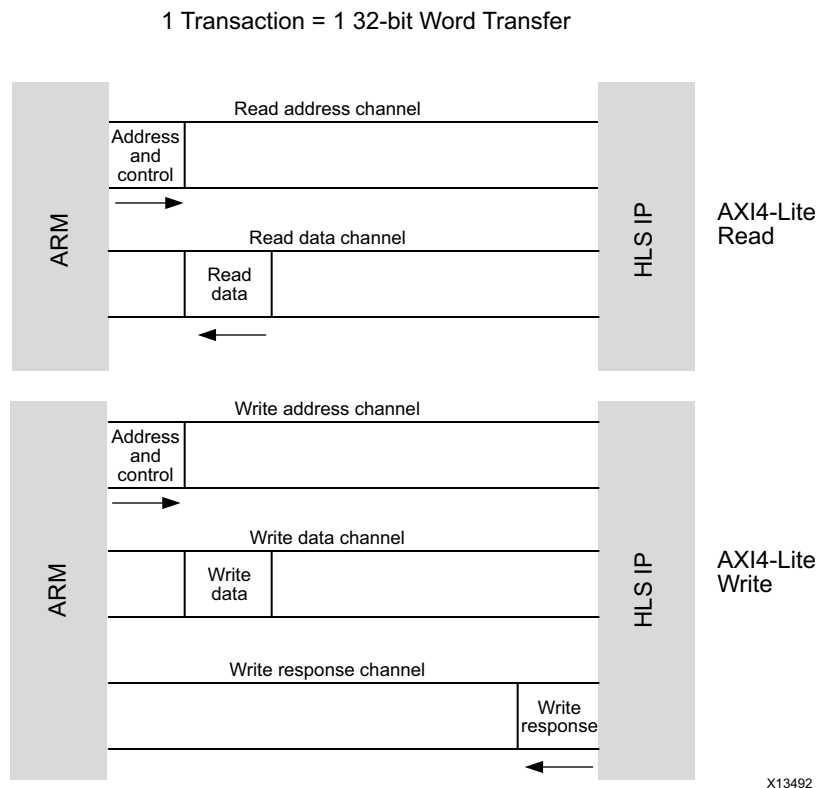 1 Transaction = 1 32-bit Word Transfer
Read address channel
Address
and
control
ARM
Read data channel
Read
data
HLS IP
AXI4-Lite
Read
Write address channel
Address
and
control
ARM
Write data channel
Write
data
Write response channel
Write
response
HLS IP
AXI4-Lite
Write
X13492